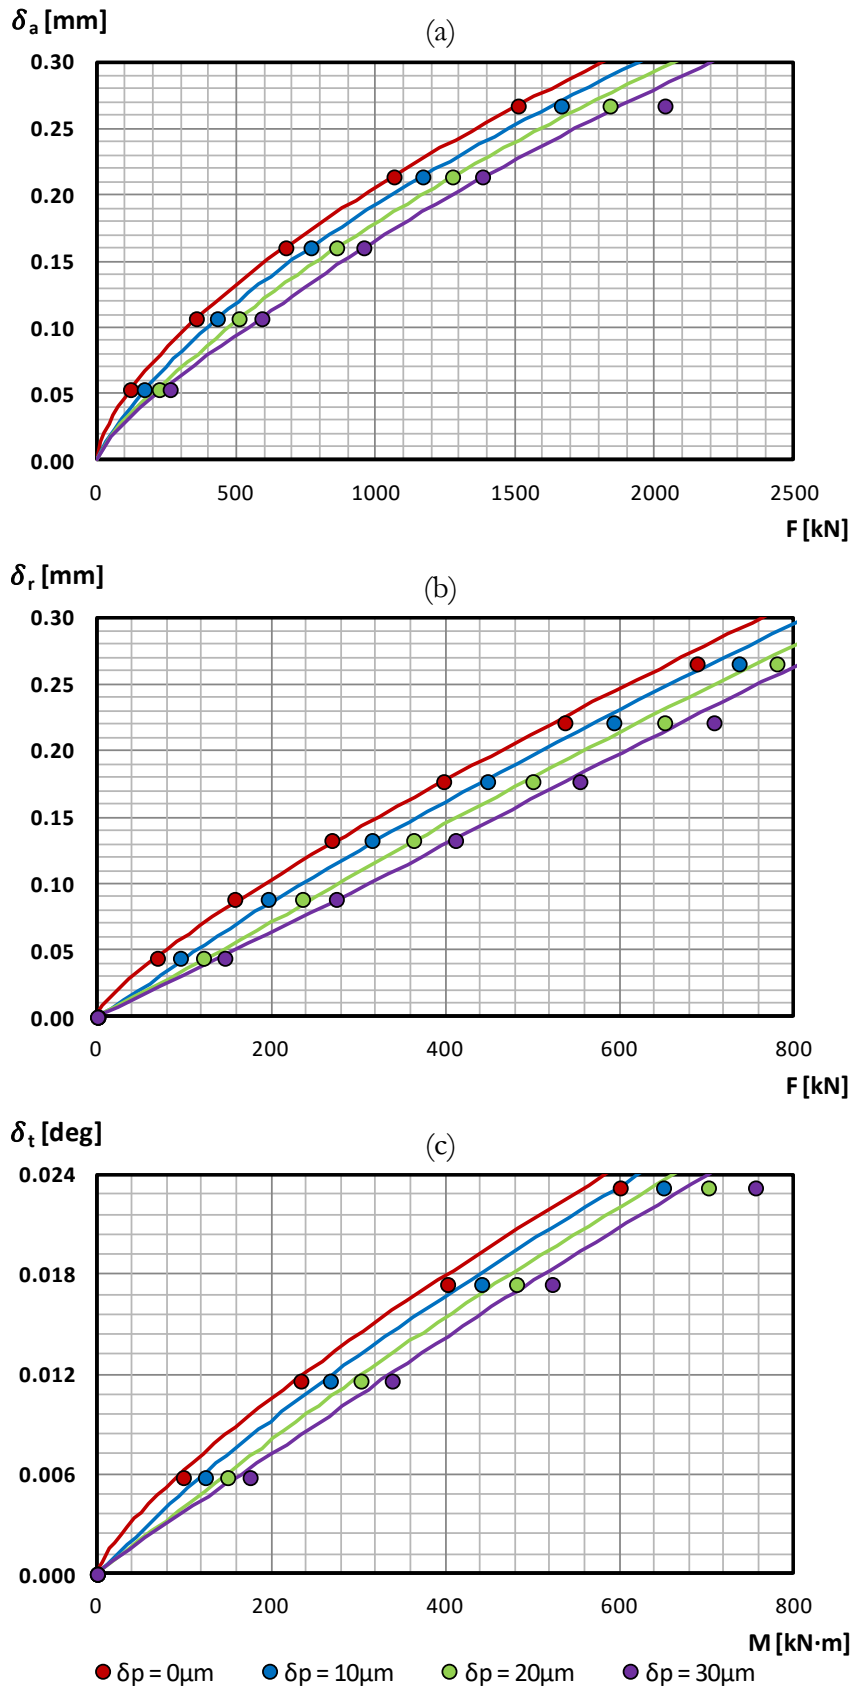 δa [mm]
(a)
0.30
0.25
0.20
0.15
0.10
0.05
0.00
0 500 1000 1500 2000 2500
F [kN]
δr [mm]
(b)
0.30
0.25
0.20
0.15
0.10
0.05
0.00
0 200 400 600 800
F [kN]
δt [deg]
(c)
0.024
0.018
0.012
0.006
0.000
0 200 400 600 800
M [kN·m]
δp = 0µm δp = 10µm δp = 20µm δp = 30µm